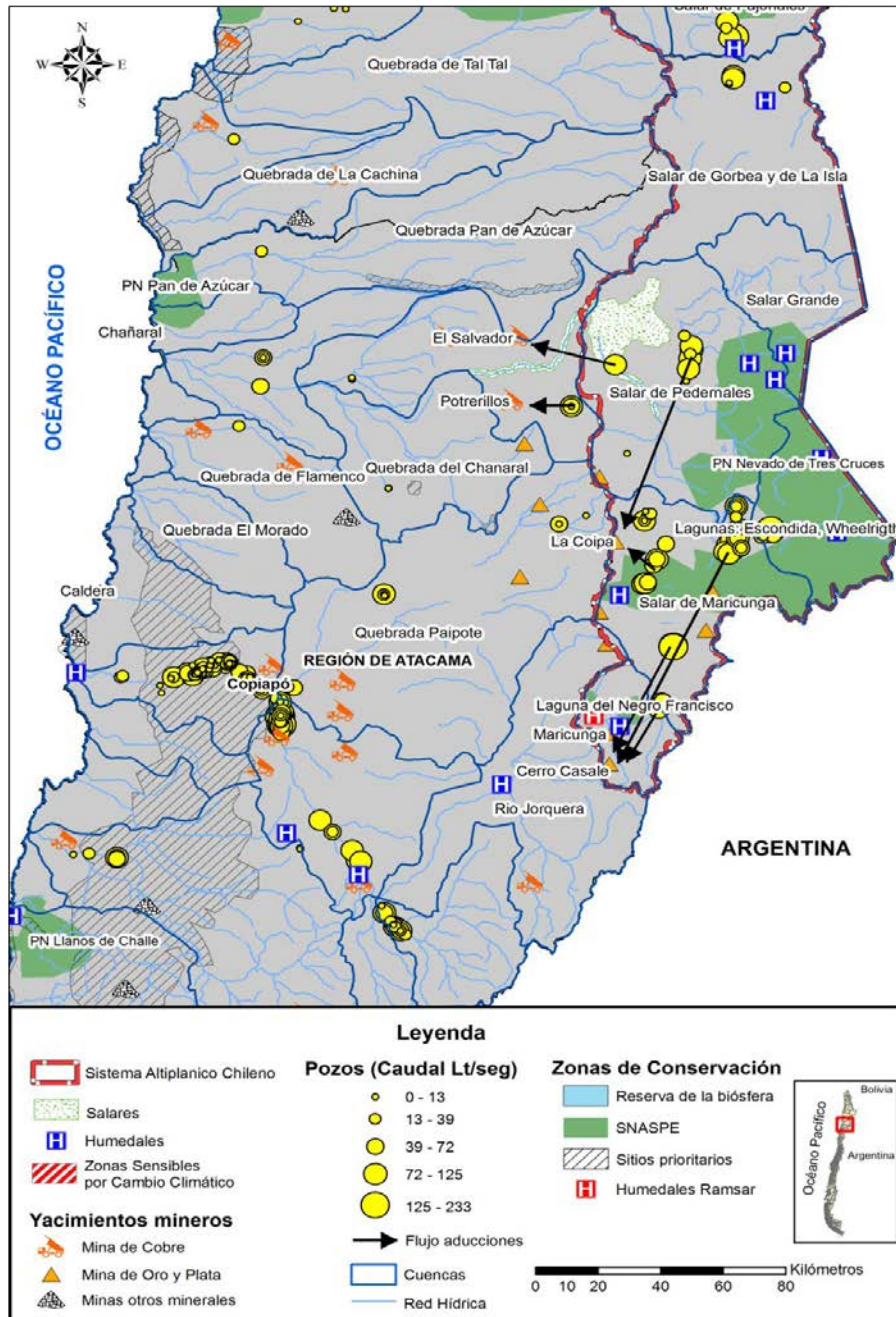 N
W E
S
Salar de Pajonales
Quebrada de Tal Tal
Quebrada de La Cachina
Salar de Gorbea y de La Isla
Quebrada Pan de Azúcar
PN Pan de Azúcar
Salar Grande
Chañaral
OCÉANO PACÍFICO
El Salvador
Salar de Pedernales
Potrerillos
PN Nevado de Tres Cruces
Quebrada de Flamenco
Quebrada del Chanaral
Quebrada El Morado
Lagunas: Escondida, Wheelrigth
La Coipa
Caldera
Salar de Maricunga
Quebrada Paipote
REGIÓN DE ATACAMA
Copiapó
Laguna del Negro Francisco
Maricunga
Cerro Casale
Rio Jorquera
ARGENTINA
PN Llanos de Challe
Leyenda
Sistema Altiplanico Chileno
Salares
Humedales
Zonas Sensibles
por Cambio Climático
Yacimientos mineros
Mina de Cobre
Mina de Oro y Plata
Minas otros minerales
Pozos (Caudal Lt/seg)
0 - 13
13 - 39
39 - 72
72 - 125
125 - 233
Flujo aducciones
Cuencas
Red Hídrica
Zonas de Conservación
Reserva de la biósfera
SNASPE
Sitios prioritarios
Humedales Ramsar
Bolivia
Océano Pacífico
Argentina
Kilómetros
0 10 20 40 60 80